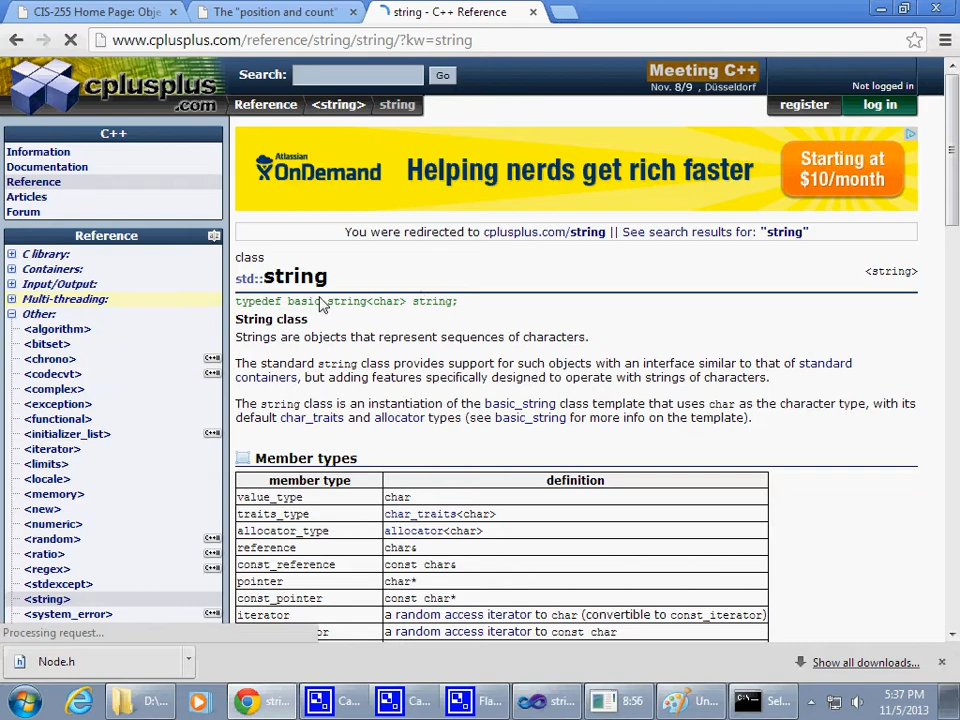 CIS-255 Home Page: Obje
The "position and count"
string - C++ Reference
www.cplusplus.com/reference/string/string/?kw=string
cplusplus
.com
Search:
Go
Meeting C++
Nov. 8/9 , Düsseldorf
Not logged in
Reference
<string>
string
register
log in
C++
Information
Documentation
Reference
Articles
Forum
Reference
C library:
Containers:
Input/Output:
Multi-threading:
Other:
<algorithm>
<bitset>
<chrono>
<codecvt>
<complex>
<exception>
<functional>
<initializer_list>
<iterator>
<limits>
<locale>
<memory>
<new>
<numeric>
<random>
<ratio>
<regex>
<stdexcept>
<string>
<system_error>
Atlassian
OnDemand
Helping nerds get rich faster
Starting at
$10/month
You were redirected to cplusplus.com/string || See search results for: "string"
class
std::string
<string>
typedef basic_string<char> string;
String class
Strings are objects that represent sequences of characters.
The standard string class provides support for such objects with an interface similar to that of standard
containers, but adding features specifically designed to operate with strings of characters.
The string class is an instantiation of the basic_string class template that uses char as the character type, with its
default char_traits and allocator types (see basic_string for more info on the template).
Member types
member type definition
value_type char
traits_type char_traits<char>
allocator_type allocator<char>
reference char&
const_reference const char&
pointer char*
const_pointer const char*
iterator a random access iterator to char (convertible to const_iterator)
or a random access iterator to const char
Processing request...
Node.h
Show all downloads...
D:\...
stri...
Ca...
Ca...
Fla...
stri...
8:56
Un...
Sel...
5:37 PM
11/5/2013